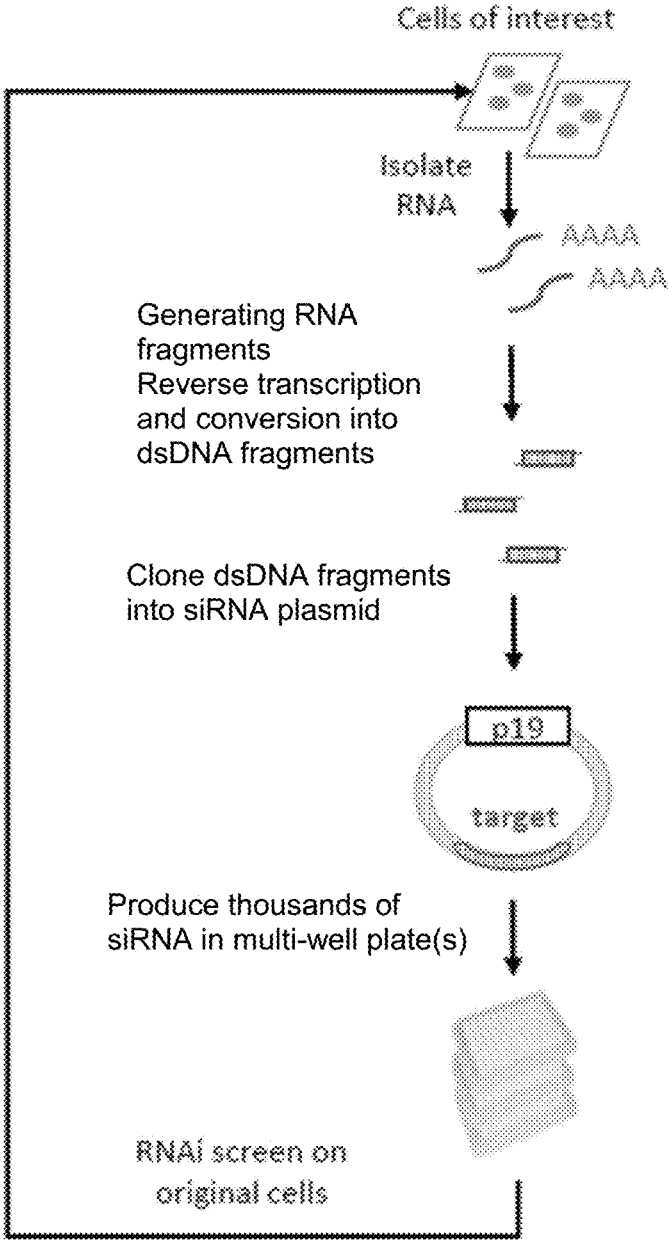 Cells of interest
Isolate
RNA
AAAA
AAAA
Generating RNA
fragments
Reverse transcription
and conversion into
dsDNA fragments
Clone dsDNA fragments
into siRNA plasmid
p19
target
Produce thousands of
siRNA in multi-well plate(s)
RNAi screen on
original cells